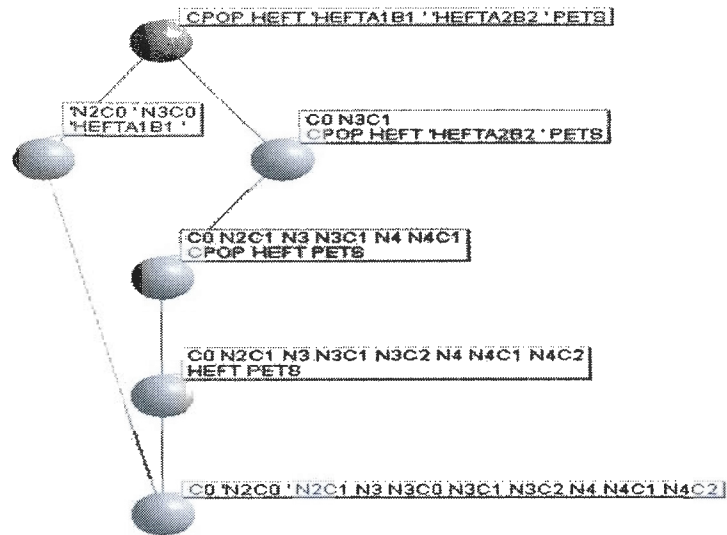 CPOP HEFT 'HEFTA1B1 ' 'HEFTA2B2 ' PETS
'N2C0 ' N3C0
'HEFTA1B1 '
C0 N3C1
CPOP HEFT 'HEFTA2B2 ' PETS
C0 N2C1 N3 N3C1 N4 N4C1
CPOP HEFT PETS
C0 N2C1 N3 N3C1 N3C2 N4 N4C1 N4C2
HEFT PETS
C0 'N2C0 ' N2C1 N3 N3C0 N3C1 N3C2 N4 N4C1 N4C2